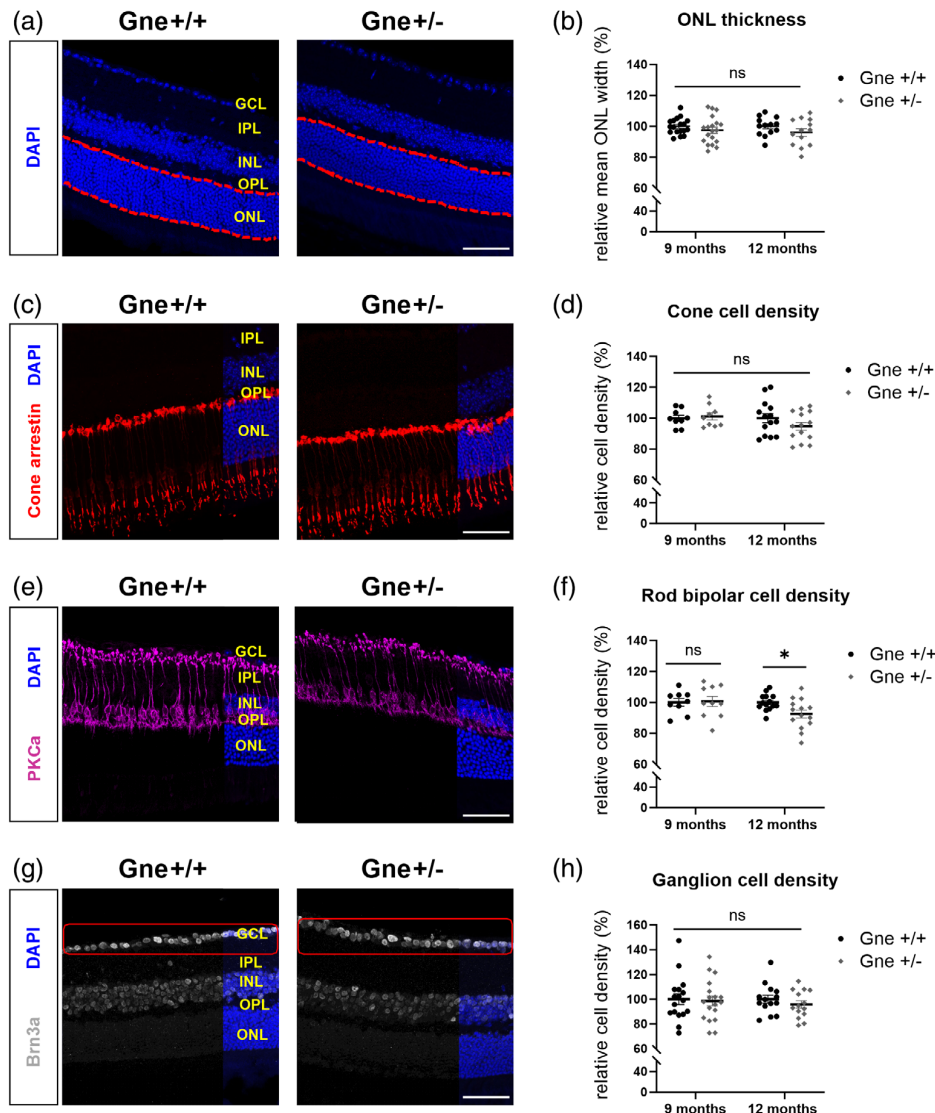 (a)
Gne+/+
Gne+/-
DAPI
GCL
IPL
INL
OPL
ONL
(b)
ONL thickness
relative mean ONL width (%)
140
120
100
80
60
40
0
ns
9 months
12 months
Gne +/+
Gne +/-
(c)
Gne+/+
Gne+/-
Cone arrestin DAPI
IPL
INL
OPL
ONL
(d)
Cone cell density
relative cell density (%)
140
120
100
80
60
40
0
ns
9 months
12 months
Gne +/+
Gne +/-
(e)
Gne+/+
Gne+/-
PKCa DAPI
GCL
IPL
INL
OPL
ONL
(f)
Rod bipolar cell density
relative cell density (%)
140
120
100
80
60
40
0
ns
*
9 months
12 months
Gne +/+
Gne +/-
(g)
Gne+/+
Gne+/-
Brn3a DAPI
GCL
IPL
INL
OPL
ONL
(h)
Ganglion cell density
relative cell density (%)
160
140
120
100
80
60
40
0
ns
9 months
12 months
Gne +/+
Gne +/-